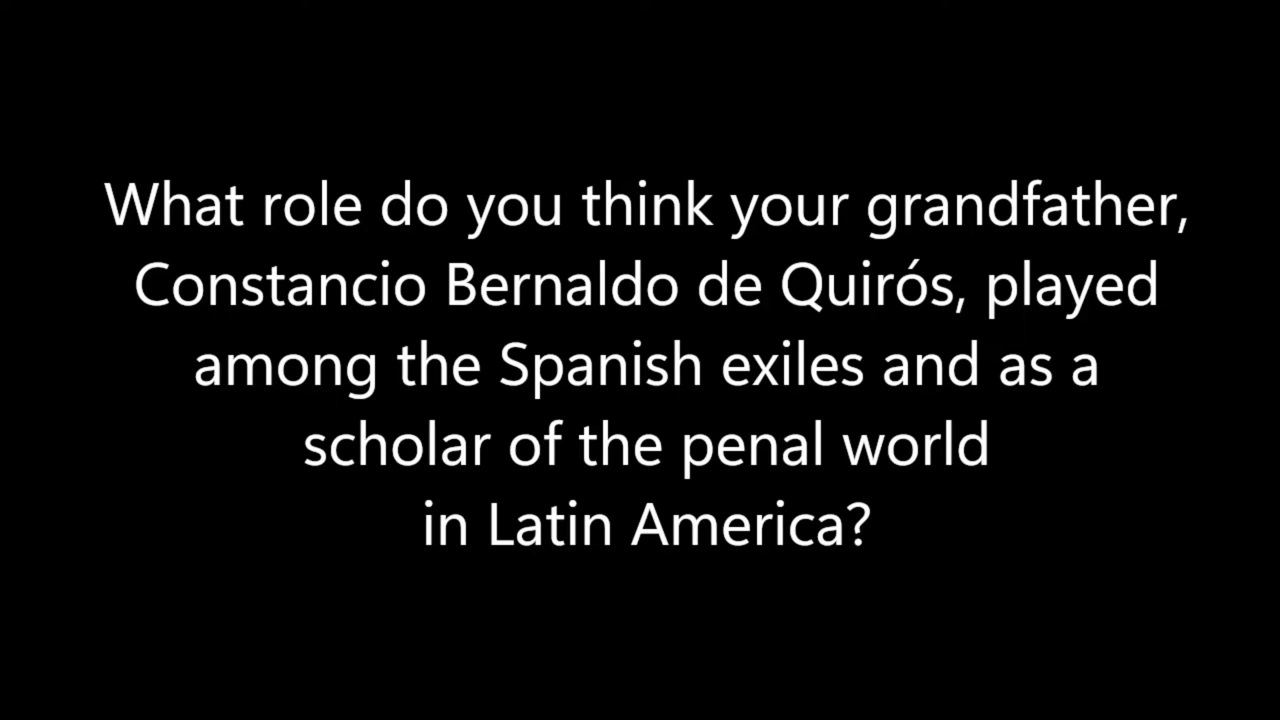 What role do you think your grandfather,
Constancio Bernaldo de Quirós, played
among the Spanish exiles and as a
scholar of the penal world
in Latin America?